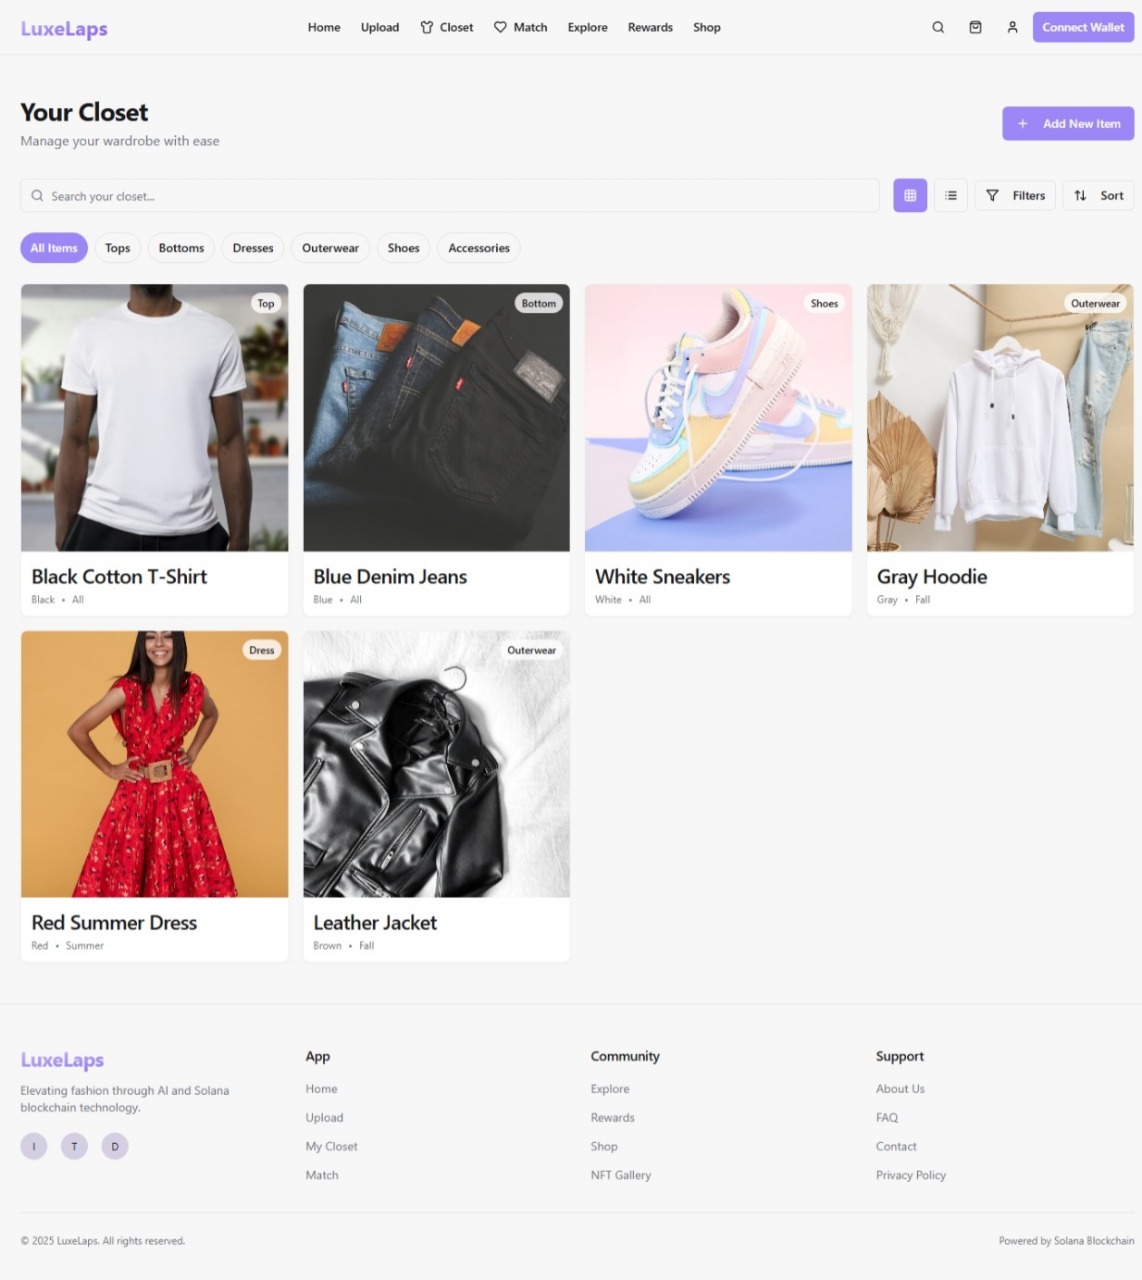 LuxeLaps
Home Upload Closet Match Explore Rewards Shop
Connect Wallet
Your Closet
Manage your wardrobe with ease
+ Add New Item
Search your closet...
Filters
Sort
All Items Tops Bottoms Dresses Outerwear Shoes Accessories
Top
Black Cotton T-Shirt
Black • All
Bottom
Blue Denim Jeans
Blue • All
Shoes
White Sneakers
White • All
Outerwear
Gray Hoodie
Gray • Fall
Dress
Red Summer Dress
Red • Summer
Outerwear
Leather Jacket
Brown • Fall
LuxeLaps
Elevating fashion through AI and Solana
blockchain technology.
I T D
App
Home
Upload
My Closet
Match
Community
Explore
Rewards
Shop
NFT Gallery
Support
About Us
FAQ
Contact
Privacy Policy
© 2025 LuxeLaps. All rights reserved.
Powered by Solana Blockchain